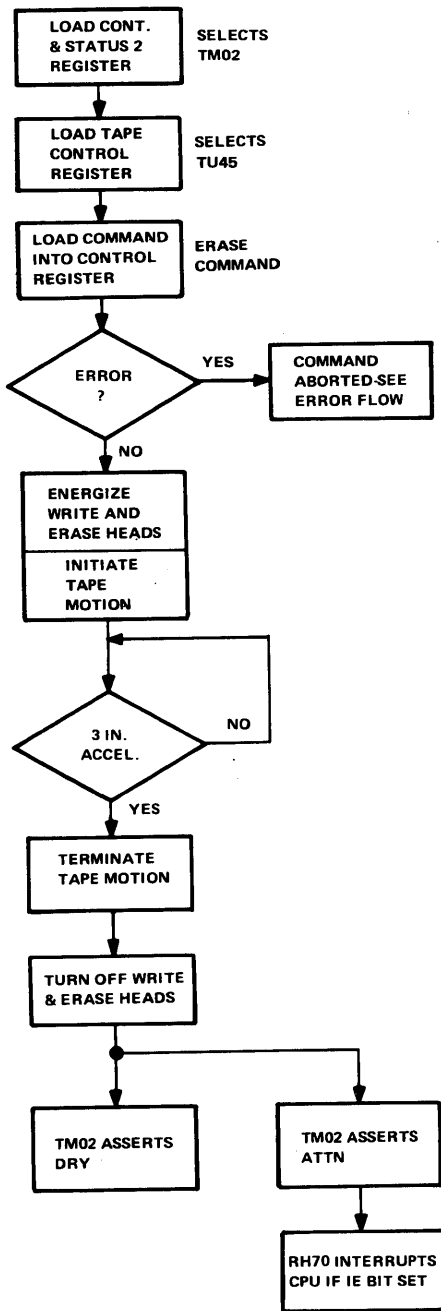 LOAD CONT.
& STATUS 2
REGISTER
SELECTS
TM02
LOAD TAPE
CONTROL
REGISTER
SELECTS
TU45
LOAD COMMAND
INTO CONTROL
REGISTER
ERASE
COMMAND
ERROR
?
YES
COMMAND
ABORTED-SEE
ERROR FLOW
NO
ENERGIZE
WRITE AND
ERASE HEADS
INITIATE
TAPE
MOTION
3 IN.
ACCEL.
NO
YES
TERMINATE
TAPE MOTION
TURN OFF WRITE
& ERASE HEADS
TM02 ASSERTS
DRY
TM02 ASSERTS
ATTN
RH70 INTERRUPTS
CPU IF IE BIT SET